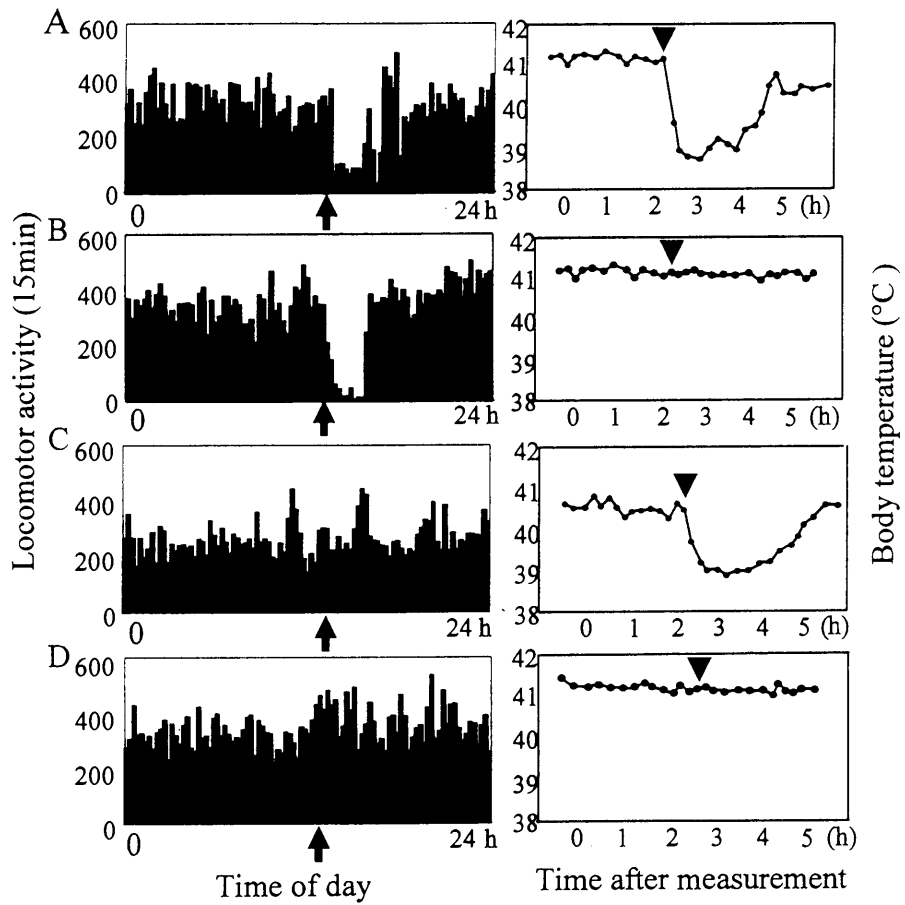 A
600
400
200
0
0
24 h
42
41
40
39
38
0 1 2 3 4 5 (h)
B
600
400
200
0
0
24 h
42
41
40
39
38
0 1 2 3 4 5 (h)
C
600
400
200
0
0
24 h
42
41
40
39
38
0 1 2 3 4 5 (h)
D
600
400
200
0
0
24 h
42
41
40
39
38
0 1 2 3 4 5 (h)
Locomotor activity (15min)
Body temperature (°C)
Time of day
Time after measurement